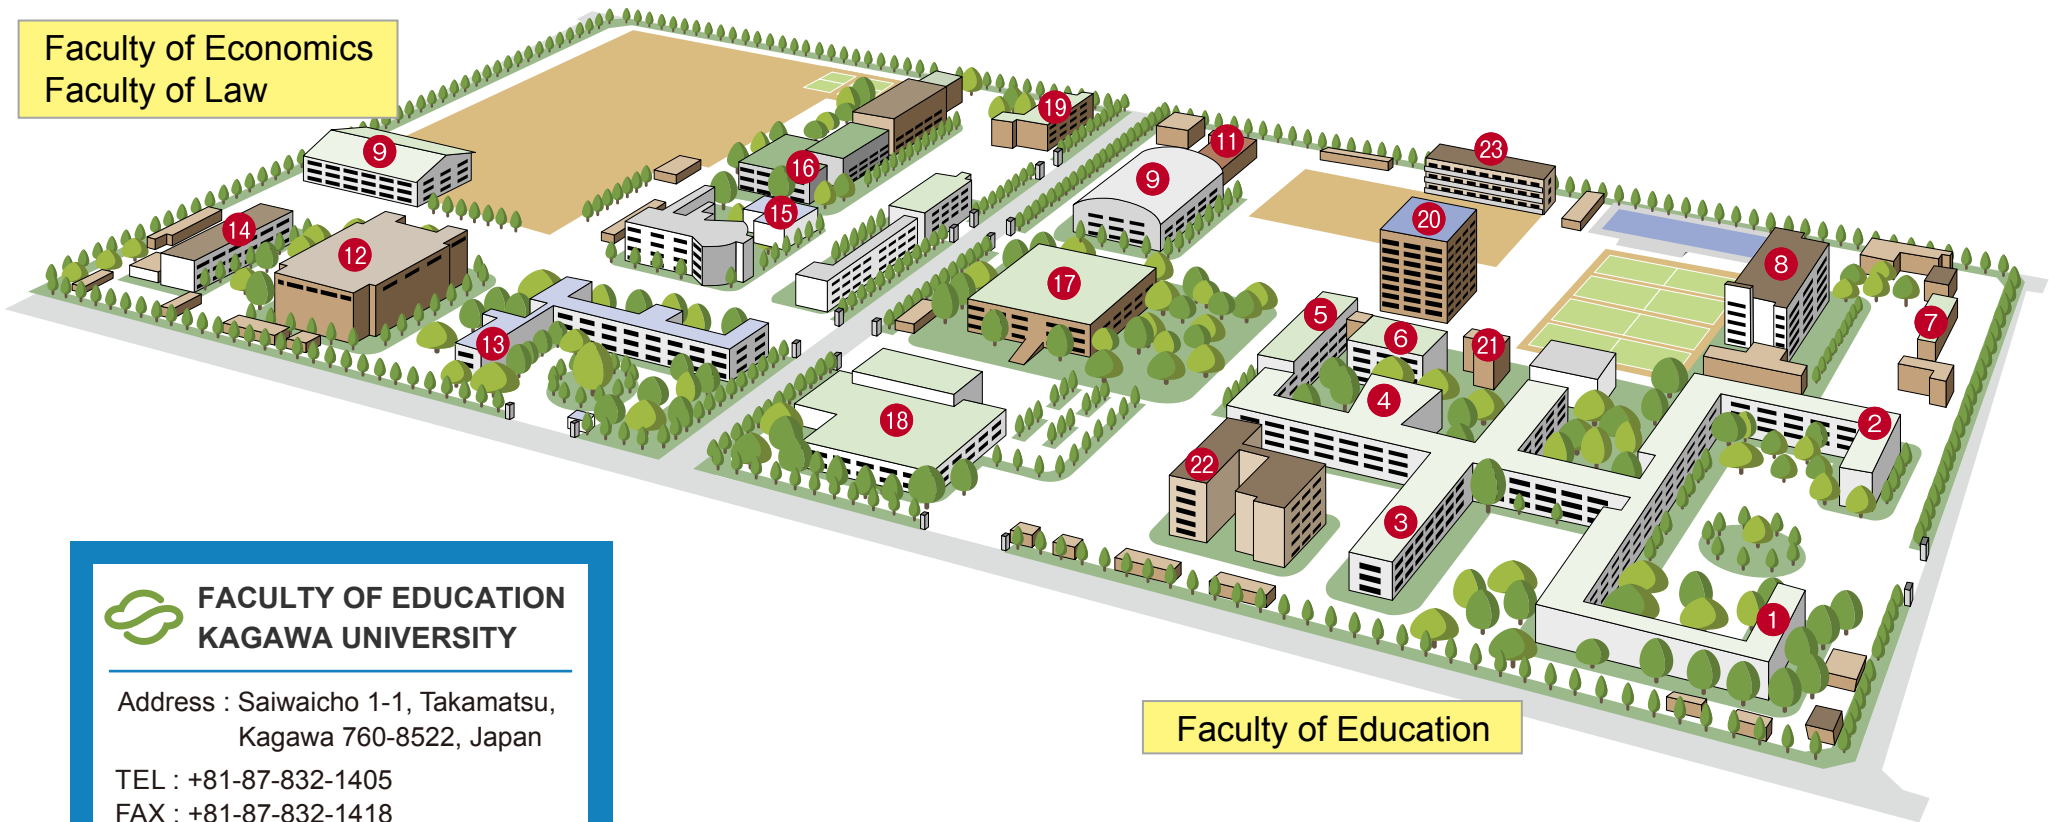 Faculty of Economics
Faculty of Law
19
11
23
9
9
16
15
20
14
12
8
17
5
6
21
7
13
4
18
2
22
3
1
FACULTY OF EDUCATION
KAGAWA UNIVERSITY
Address : Saiwaicho 1-1, Takamatsu,
Kagawa 760-8522, Japan
TEL : +81-87-832-1405
FAX : +81-87-832-1418
Faculty of Education